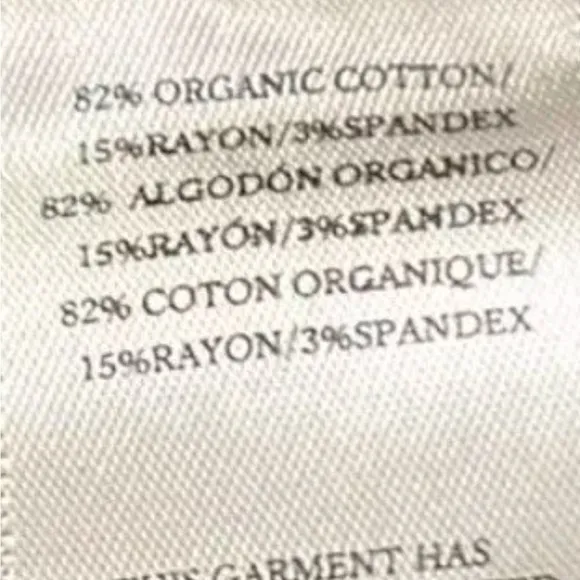 82% ORGANIC COTTON/
15%RAYON/3%SPANDEX
82% ALGODÓN ORGANICO/
15%RAYÓN/3%SPANDEX
82% COTON ORGANIQUE/
15%RAYON/3%SPANDEX
GARMENT HAS